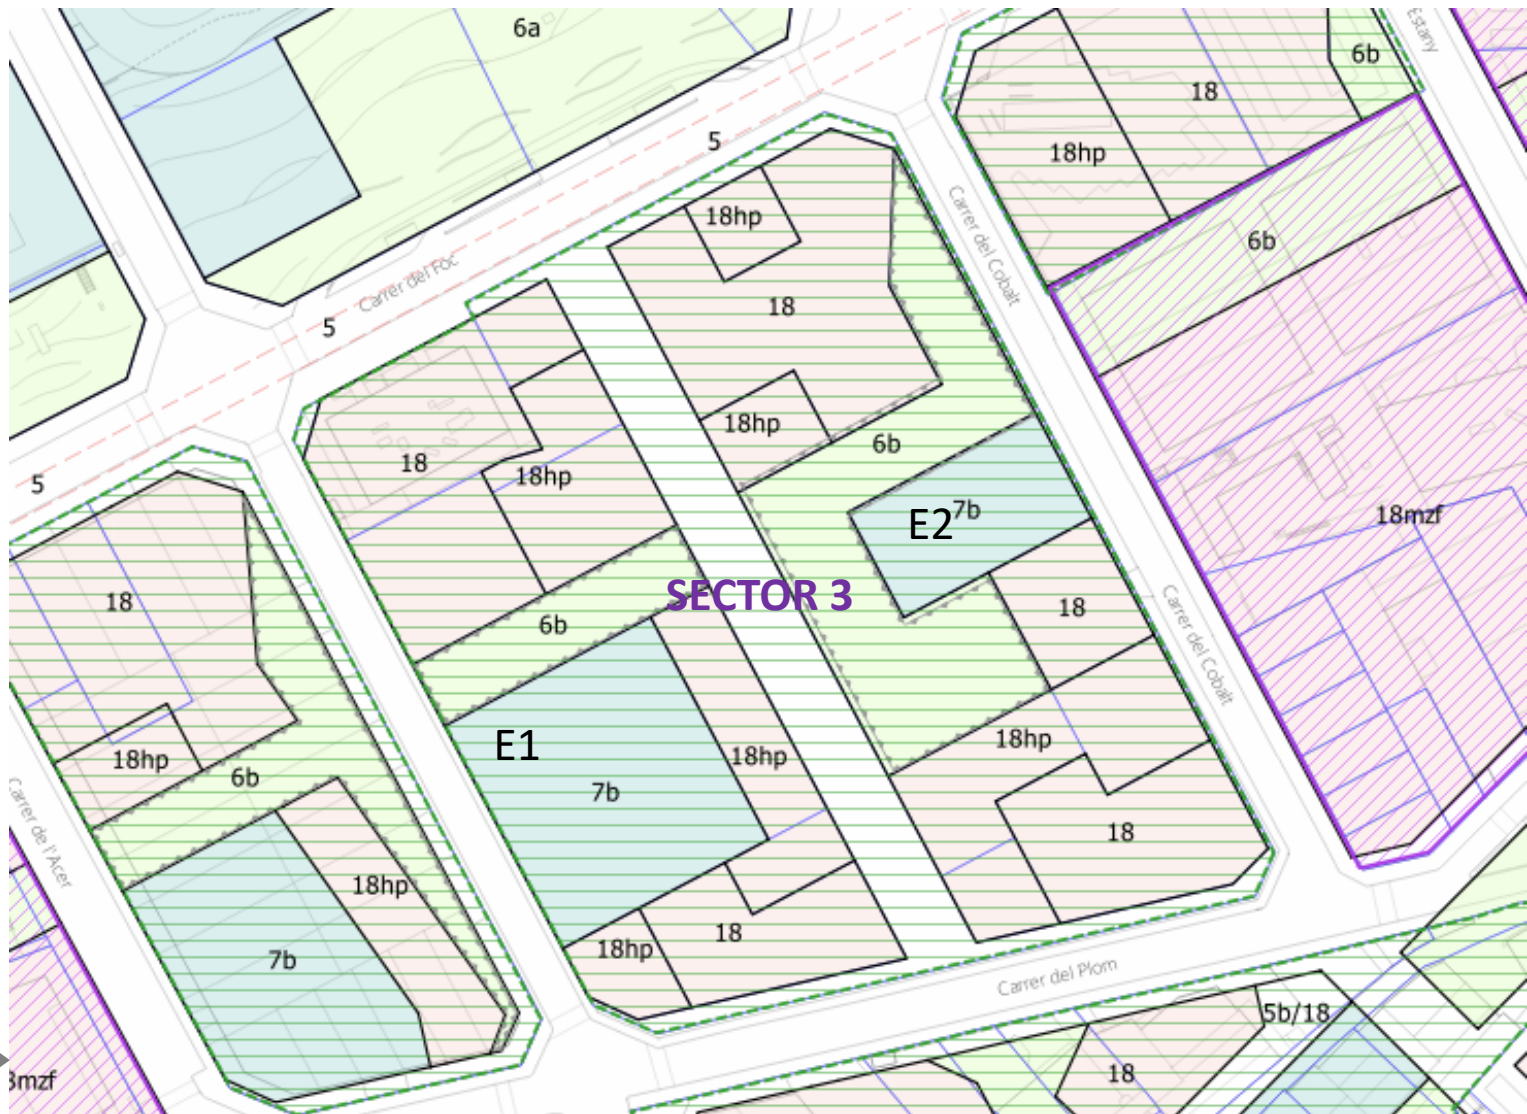 6a
Estany
6b
18
18hp
5
18hp
Carrer del Cobalt
6b
Carrer del Foc
18
5
18hp
6b
18
18hp
5
E2
7b
18mzf
SECTOR 3
18
18
Carrer del Cobalt
6b
E1
18hp
18hp
18hp
6b
7b
Carrer de l'Acer
18
18hp
18
18hp
7b
Carrer del Plom
5b/18
18
3mzf